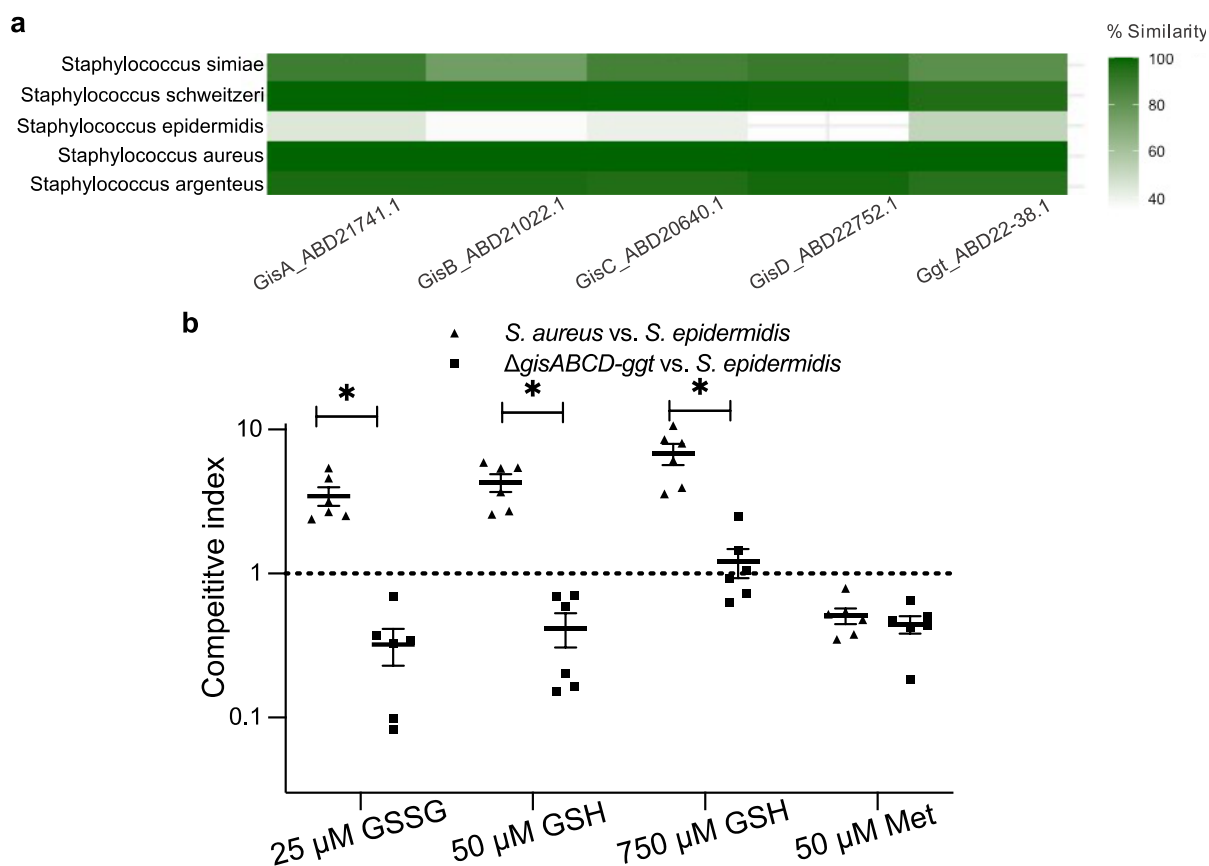 a
% Similarity
Staphylococcus simiae
Staphylococcus schweitzeri
Staphylococcus epidermidis
Staphylococcus aureus
Staphylococcus argenteus
100
80
60
40
GisA_ABD21741.1
GisB_ABD21022.1
GisC_ABD20640.1
GisD_ABD22752.1
Ggt_ABD22-38.1
b
S. aureus vs. S. epidermidis
ΔgisABCD-ggt vs. S. epidermidis
* * *
Compeititve index
10
1
0.1
25 µM GSSG
50 µM GSH
750 µM GSH
50 µM Met